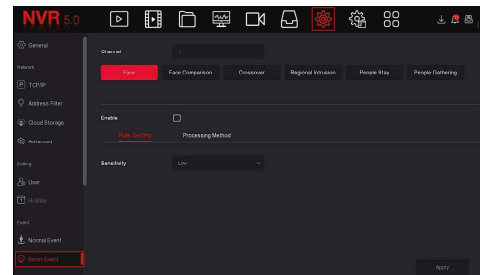 NVR 5.0
General
Channel
Face
Face Comparison
Crossover
Regional Intrusion
People Stay
People Gathering
Network
TCP/IP
Address Filter
Cloud Storage
Advanced
Enable
Rule Setting
Processing Method
Setting
Sensitivity
Low
User
Holiday
Event
Normal Event
Smart Event
Apply